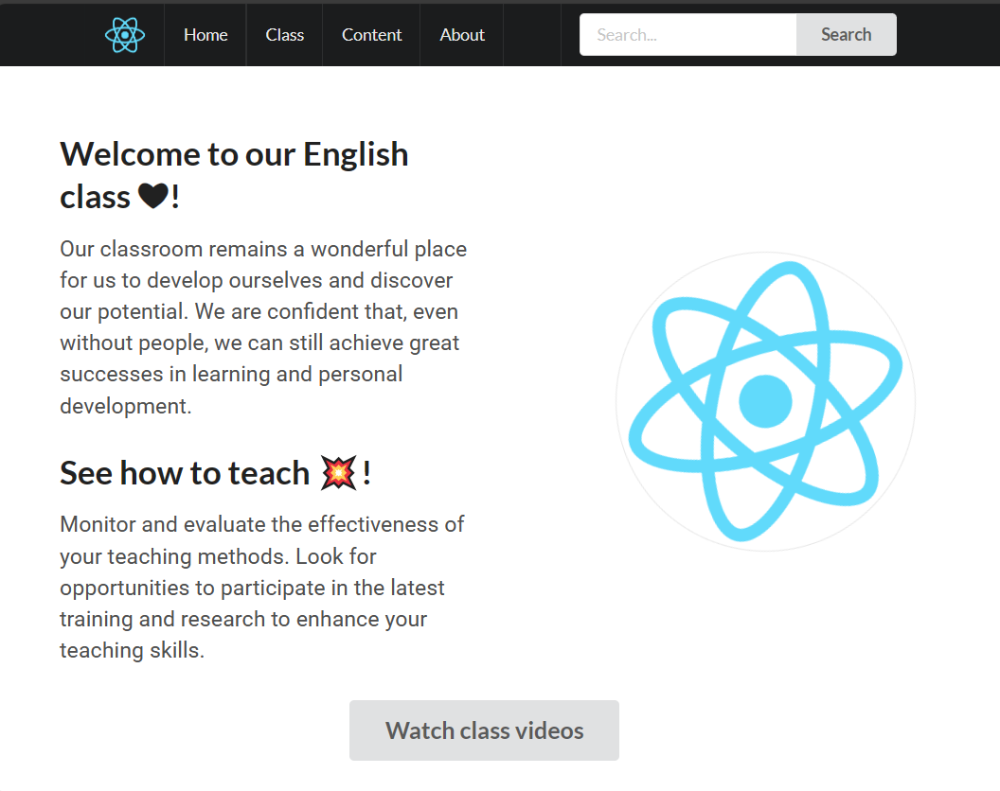 Home Class Content About Search... Search
Welcome to our English
class 🖤!
Our classroom remains a wonderful place
for us to develop ourselves and discover
our potential. We are confident that, even
without people, we can still achieve great
successes in learning and personal
development.
See how to teach 💥!
Monitor and evaluate the effectiveness of
your teaching methods. Look for
opportunities to participate in the latest
training and research to enhance your
teaching skills.
Watch class videos